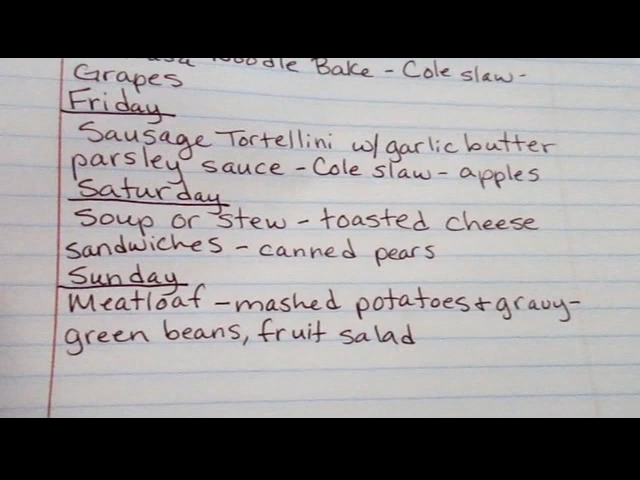 Noodle Bake - Cole slaw -
Grapes
Friday
Sausage Tortellini w/ garlic butter
parsley sauce - Cole slaw - apples
Saturday
Soup or stew - toasted cheese
sandwiches - canned pears
Sunday
Meatloaf - mashed potatoes + gravy -
green beans, fruit salad